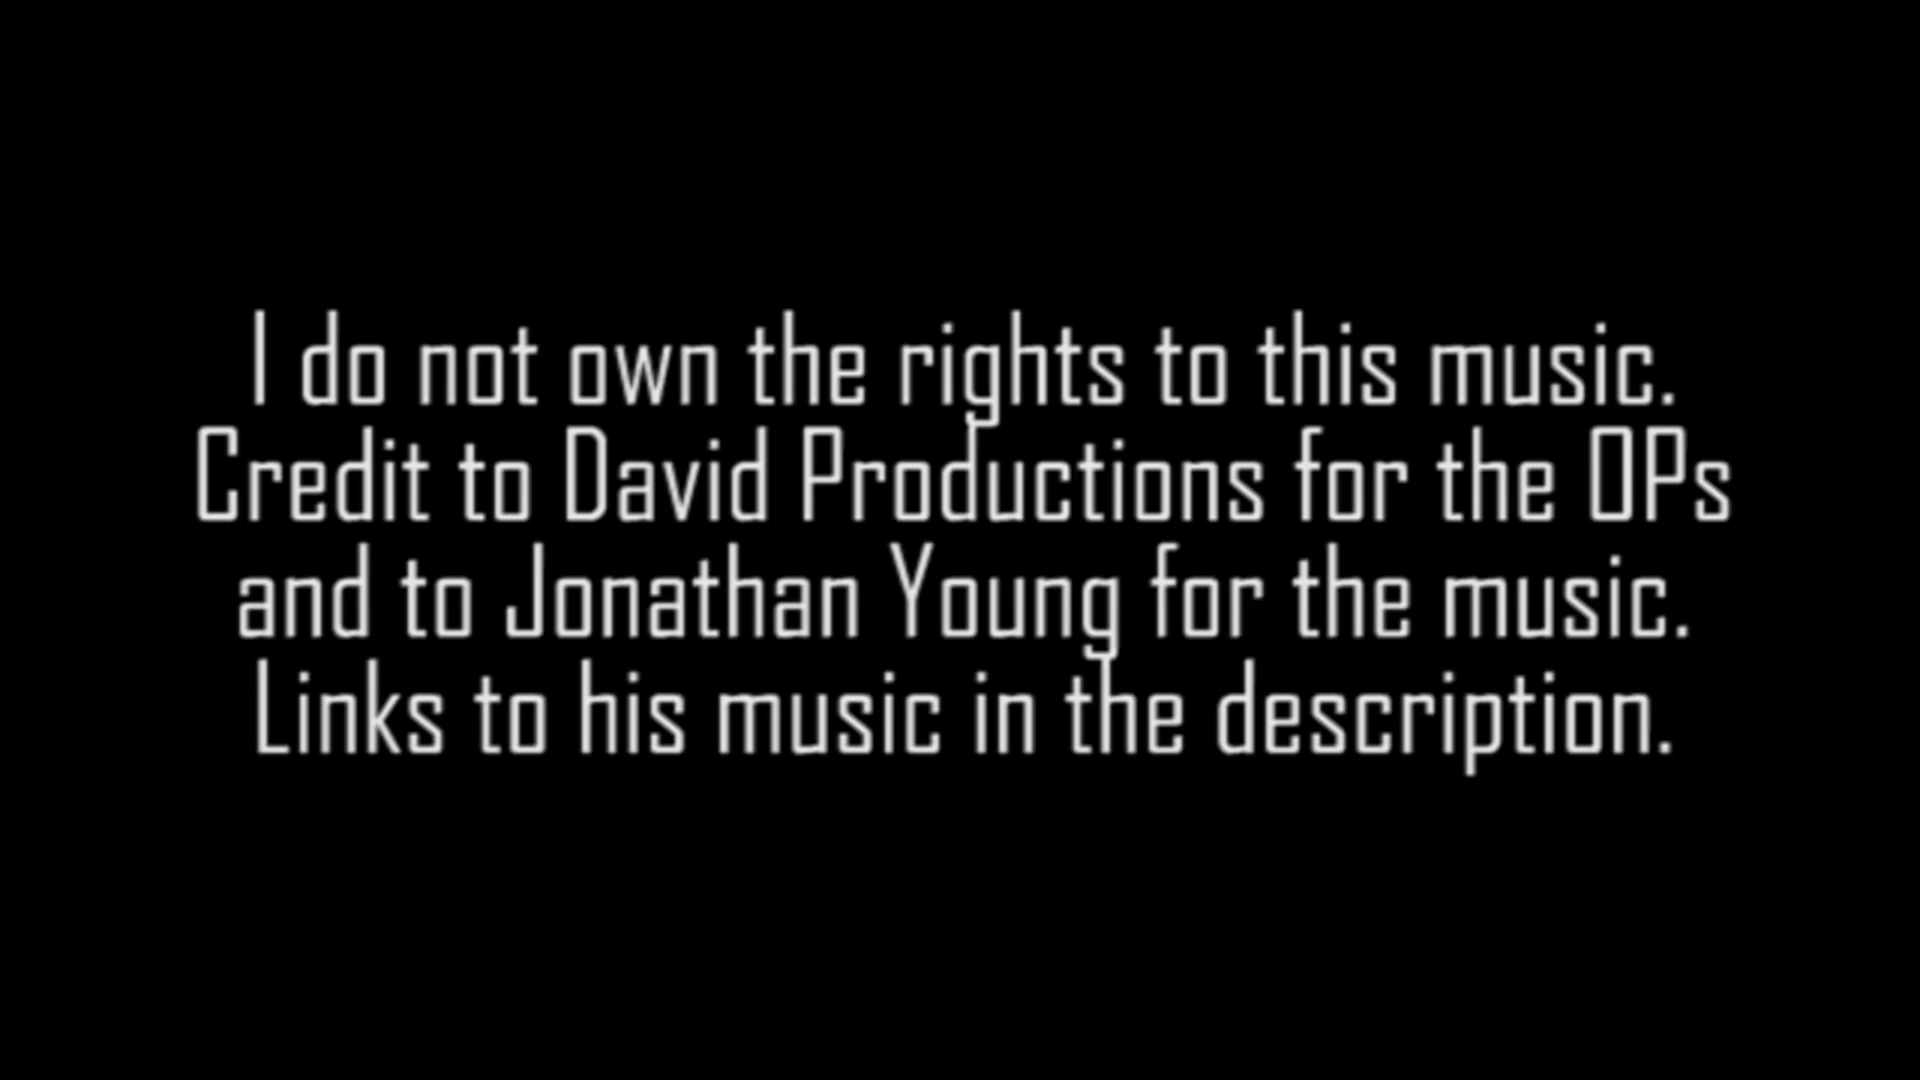 I do not own the rights to this music.
Credit to David Productions for the OPs
and to Jonathan Young for the music.
Links to his music in the description.